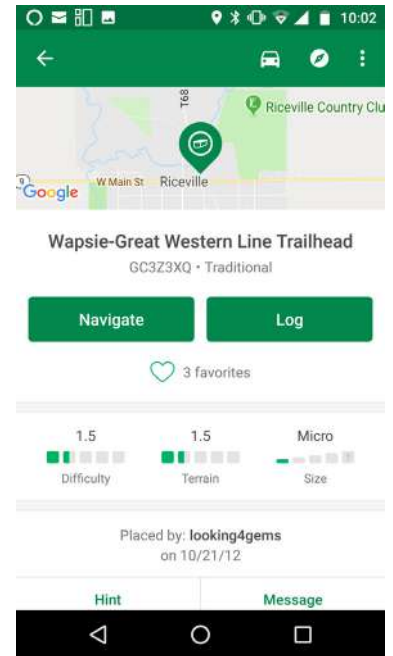 10:02
T68
Riceville Country Clu
W Main St
Riceville
Google
Wapsie-Great Western Line Trailhead
GC3Z3XQ • Traditional
Navigate
Log
3 favorites
1.5
1.5
Micro
Difficulty
Terrain
Size
Placed by: looking4gems
on 10/21/12
Hint
Message